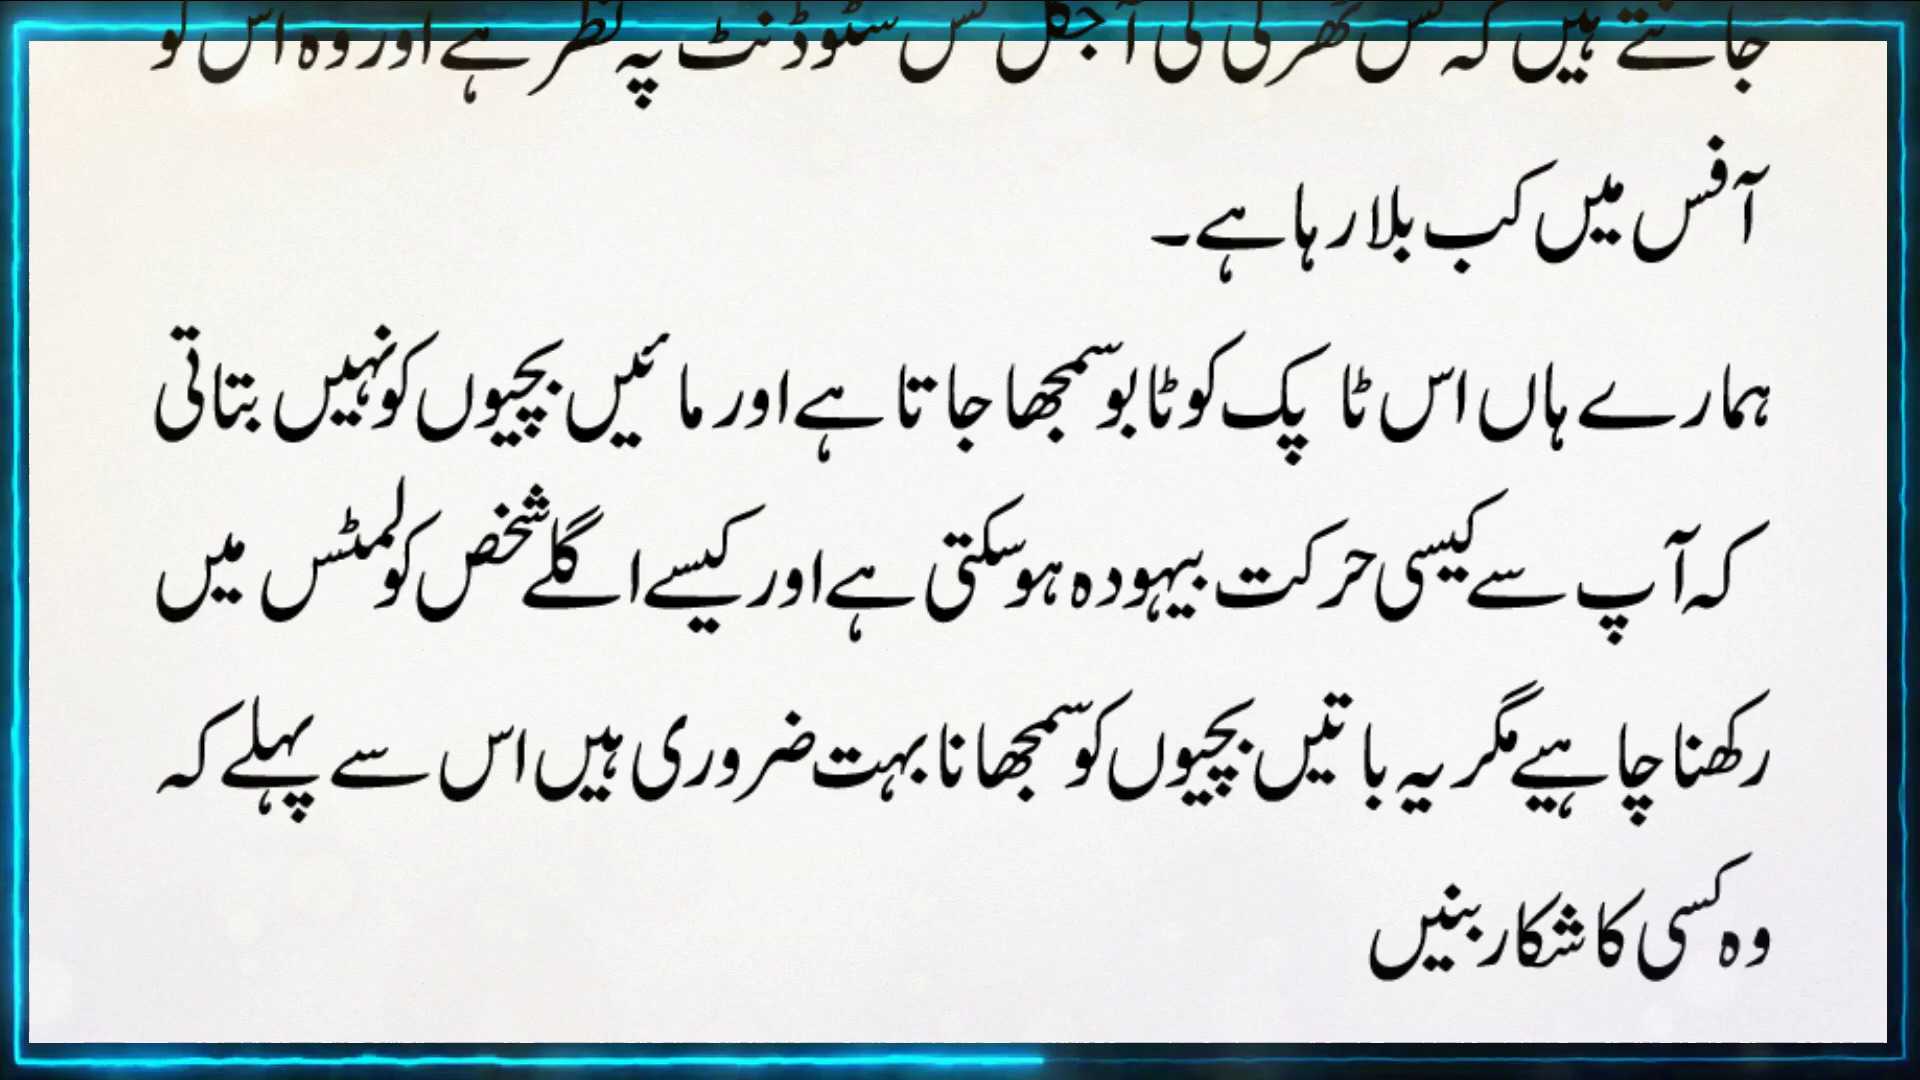 جانتے ہیں کہ کس ٹھرکی کی آجکل کس سٹوڈنٹ پہ نظر ہے اور وہ اس کو
آفس میں کب بلا رہا ہے۔
ہمارے ہاں اس ٹاپک کو ٹابو سمجھا جاتا ہے اور مائیں بچیوں کو نہیں بتاتی
کہ آپ سے کیسی حرکت بیہودہ ہو سکتی ہے اور کیسے اگلے شخص کو لمٹس میں
رکھنا چاہیے مگر یہ باتیں بچیوں کو سمجھانا بہت ضروری ہیں اس سے پہلے کہ
وہ کسی کا شکار بنیں